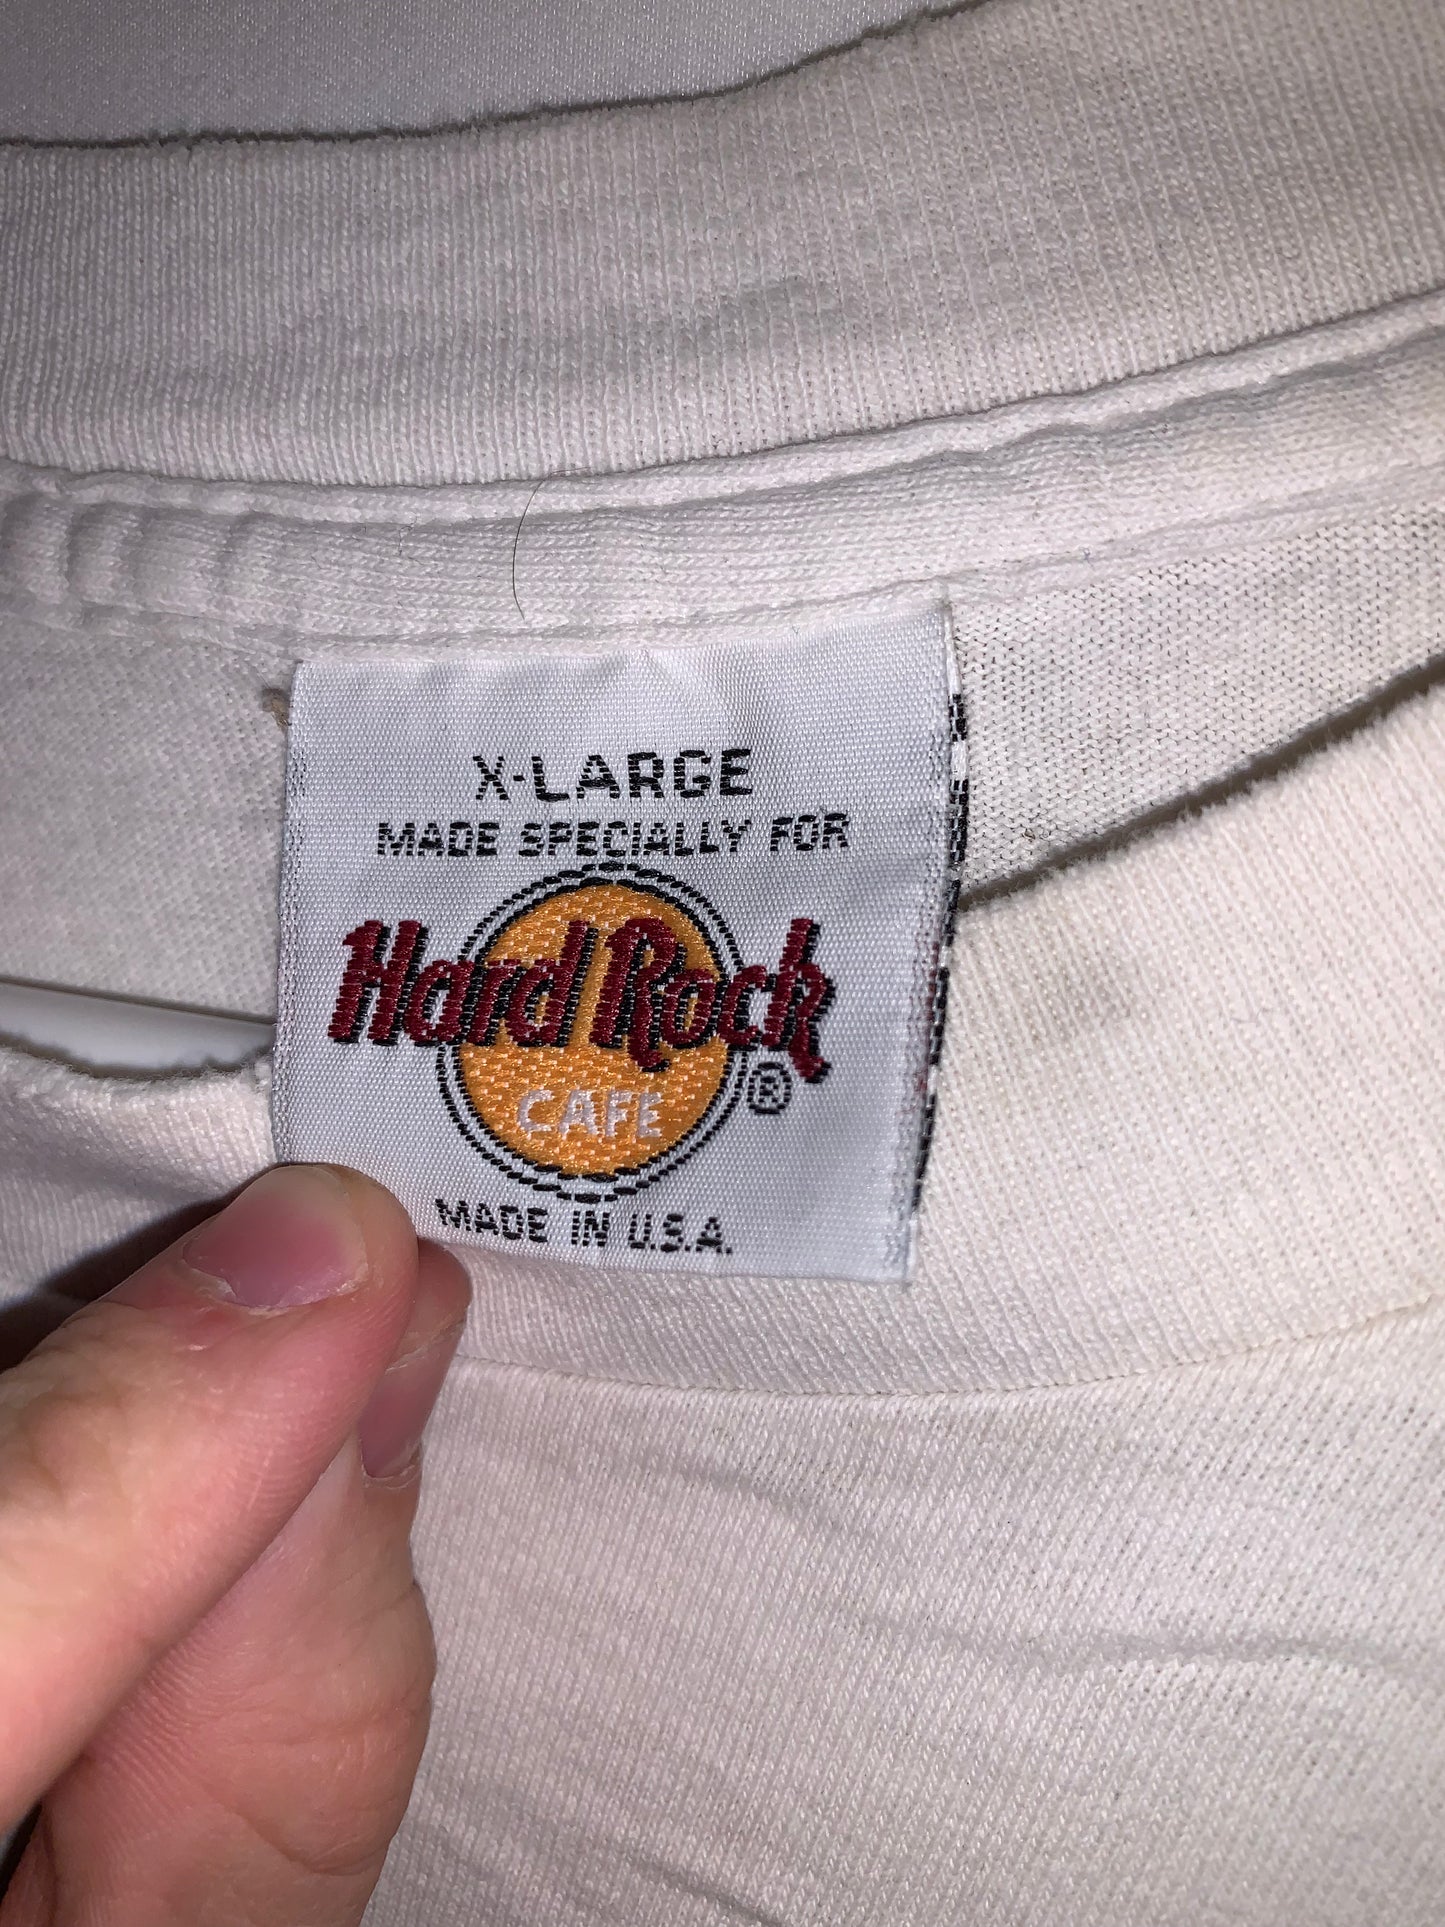 X-LARGE
MADE SPECIALLY FOR
Hard Rock
CAFE ®
MADE IN U.S.A.